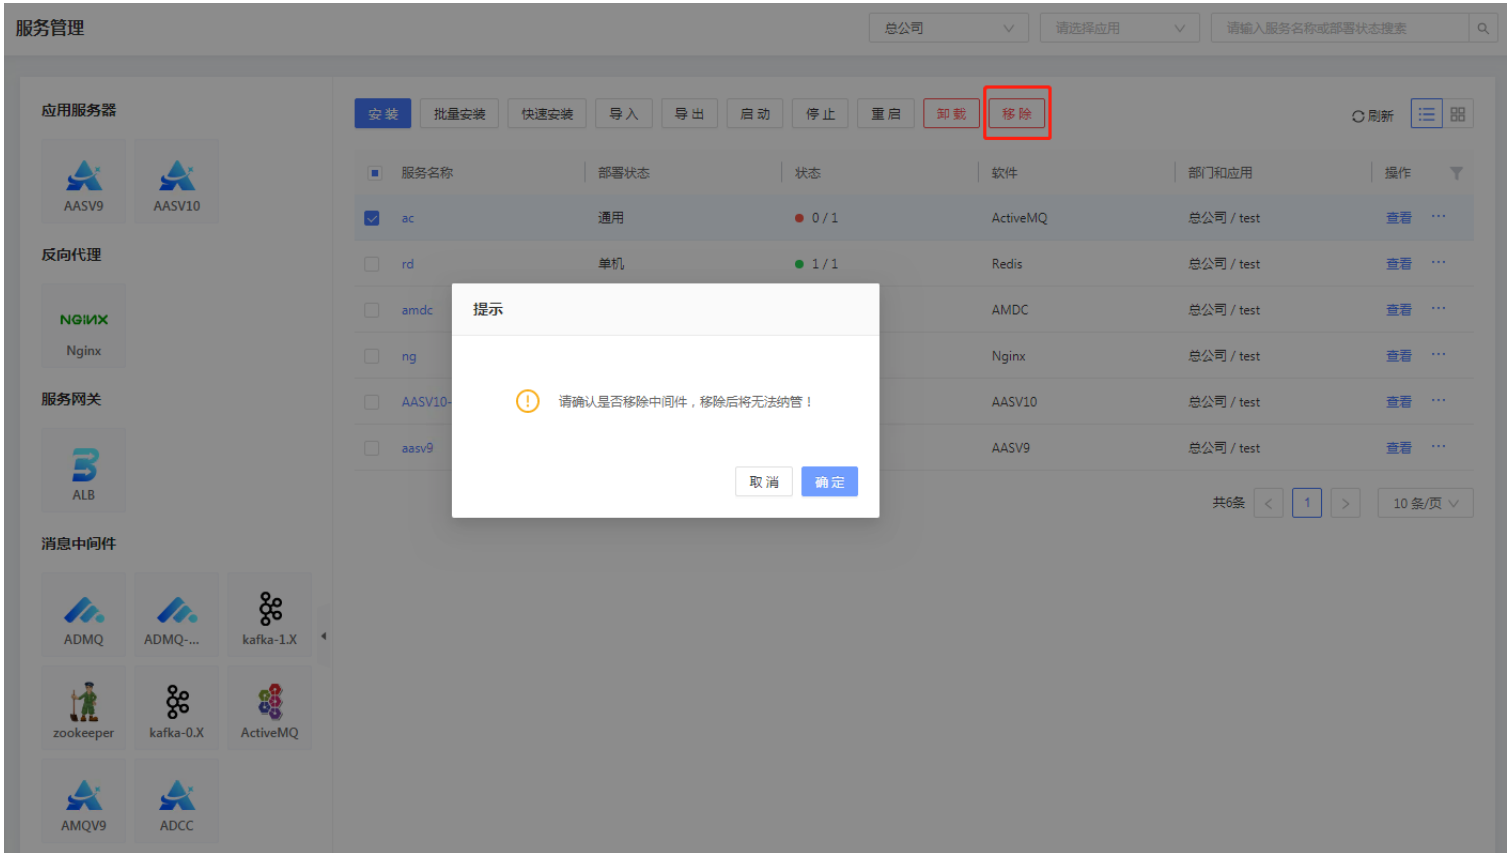 服务管理
总公司 请选择应用 请输入服务名称或部署状态搜索
应用服务器
安装 批量安装 快速安装 导入 导出 启动 停止 重启 卸载 移除 刷新
服务名称 部署状态 状态 软件 部门和应用 操作
AASV9 AASV10
ac 通用 0 / 1 ActiveMQ 总公司 / test 查看 ...
反向代理
rd 单机 1 / 1 Redis 总公司 / test 查看 ...
amdc AMDC 总公司 / test 查看 ...
提示
NGINX
Nginx
ng Nginx 总公司 / test 查看 ...
服务网关
AASV10- AASV10 总公司 / test 查看 ...
请确认是否移除中间件，移除后将无法纳管！
aasv9 AASV9 总公司 / test 查看 ...
取消 确定
ALB
共6条 < 1 > 10 条/页
消息中间件
ADMQ ADMQ-... kafka-1.X
zookeeper kafka-0.X ActiveMQ
AMQV9 ADCC